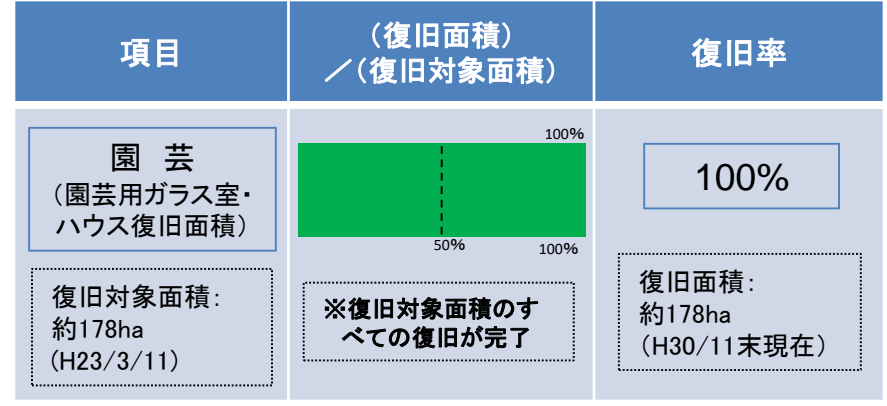 項目
（復旧面積）
／（復旧対象面積）
復旧率
園　芸
（園芸用ガラス室・
ハウス復旧面積）
復旧対象面積：
約178ha
（H23/3/11）
100%
50%
100%
※復旧対象面積のす
べての復旧が完了
100%
復旧面積：
約178ha
（H30/11末現在）